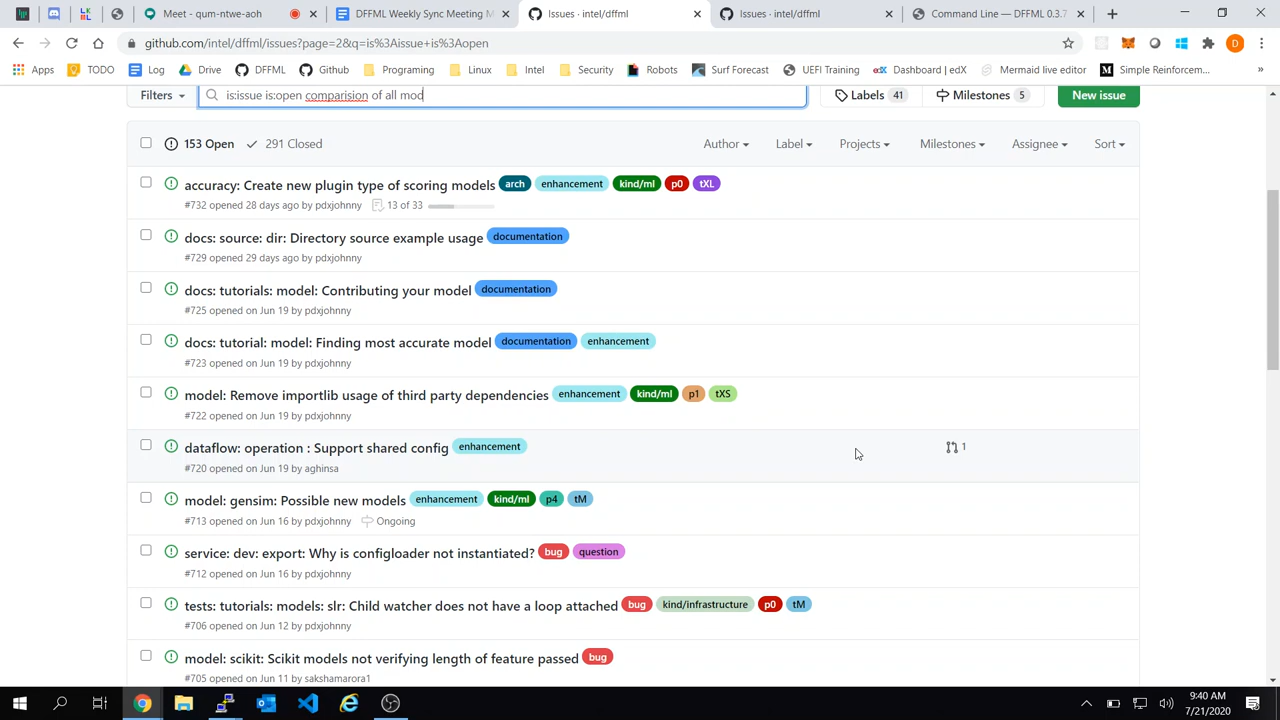 Meet - qum-ntwe-aoh
DFFML Weekly Sync Meeting M
Issues · intel/dffml
Issues · intel/dffml
Command Line — DFFML 0.3.7
github.com/intel/dffml/issues?page=2&q=is%3Aissue+is%3Aopen
D
Apps
TODO
Log
Drive
DFFML
Github
Programing
Linux
Intel
Security
Robots
Surf Forecast
UEFI Training
Dashboard | edX
Mermaid live editor
Simple Reinforcem...
»
Filters
is:issue is:open comparision of all mod
Labels 41
Milestones 5
New issue
153 Open
291 Closed
Author
Label
Projects
Milestones
Assignee
Sort
accuracy: Create new plugin type of scoring models arch enhancement kind/ml p0 tXL
#732 opened 28 days ago by pdxjohnny 13 of 33
docs: source: dir: Directory source example usage documentation
#729 opened 29 days ago by pdxjohnny
docs: tutorials: model: Contributing your model documentation
#725 opened on Jun 19 by pdxjohnny
docs: tutorial: model: Finding most accurate model documentation enhancement
#723 opened on Jun 19 by pdxjohnny
model: Remove importlib usage of third party dependencies enhancement kind/ml p1 tXS
#722 opened on Jun 19 by pdxjohnny
dataflow: operation : Support shared config enhancement 1
#720 opened on Jun 19 by aghinsa
model: gensim: Possible new models enhancement kind/ml p4 tM
#713 opened on Jun 16 by pdxjohnny Ongoing
service: dev: export: Why is configloader not instantiated? bug question
#712 opened on Jun 16 by pdxjohnny
tests: tutorials: models: slr: Child watcher does not have a loop attached bug kind/infrastructure p0 tM
#706 opened on Jun 12 by pdxjohnny
model: scikit: Scikit models not verifying length of feature passed bug
#705 opened on Jun 11 by sakshamarora1
9:40 AM
7/21/2020